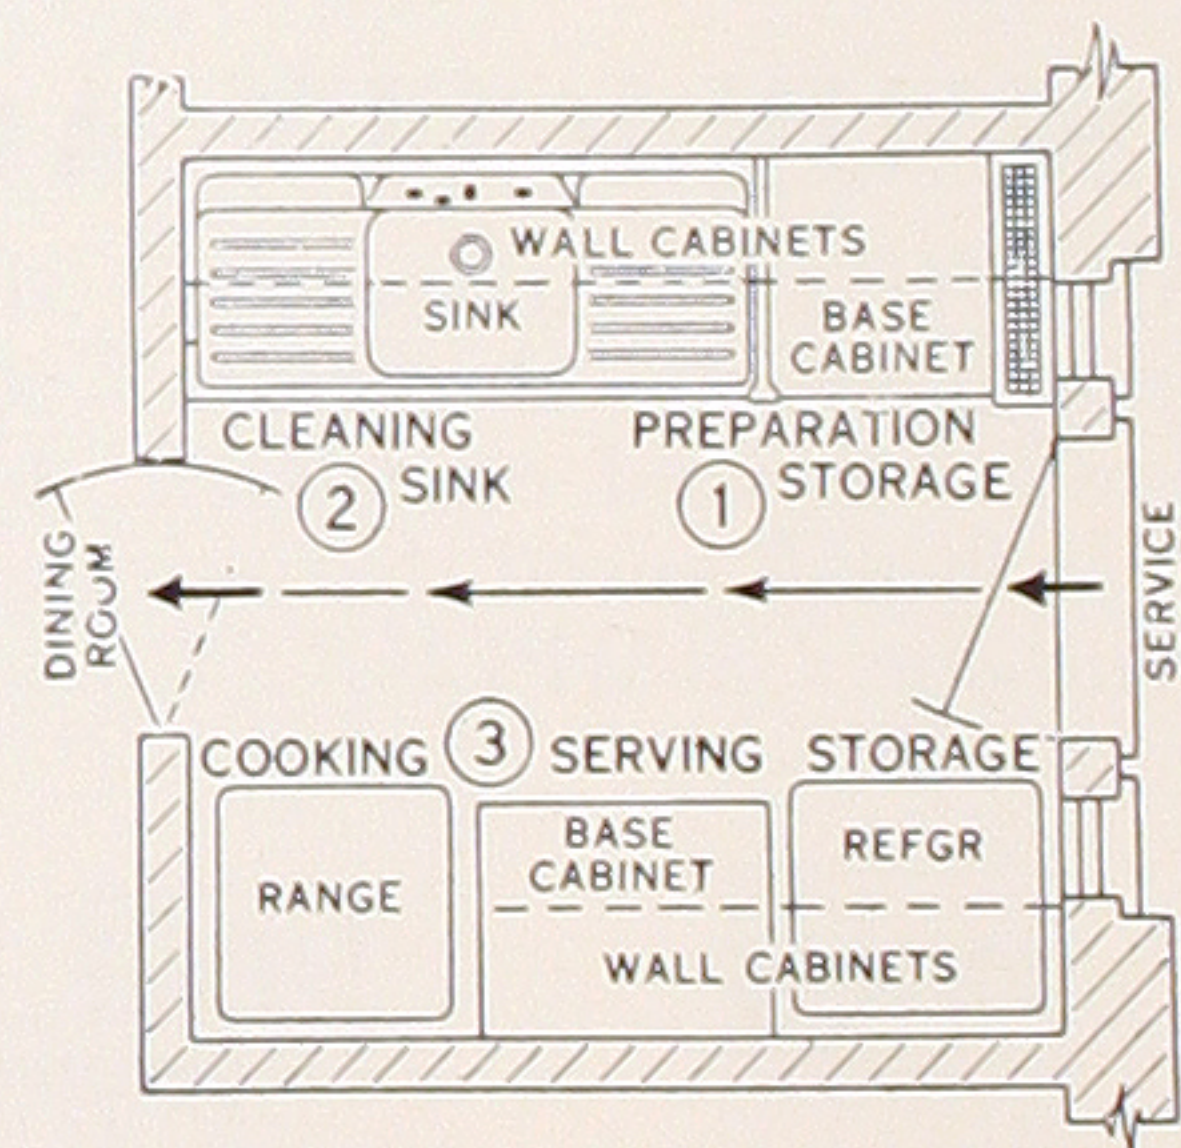 WALL CABINETS
SINK
BASE
CABINET
CLEANING
SINK
2
PREPARATION
STORAGE
1
DINING
ROOM
SERVICE
COOKING
3
SERVING
STORAGE
BASE
CABINET
REFGR
RANGE
WALL CABINETS